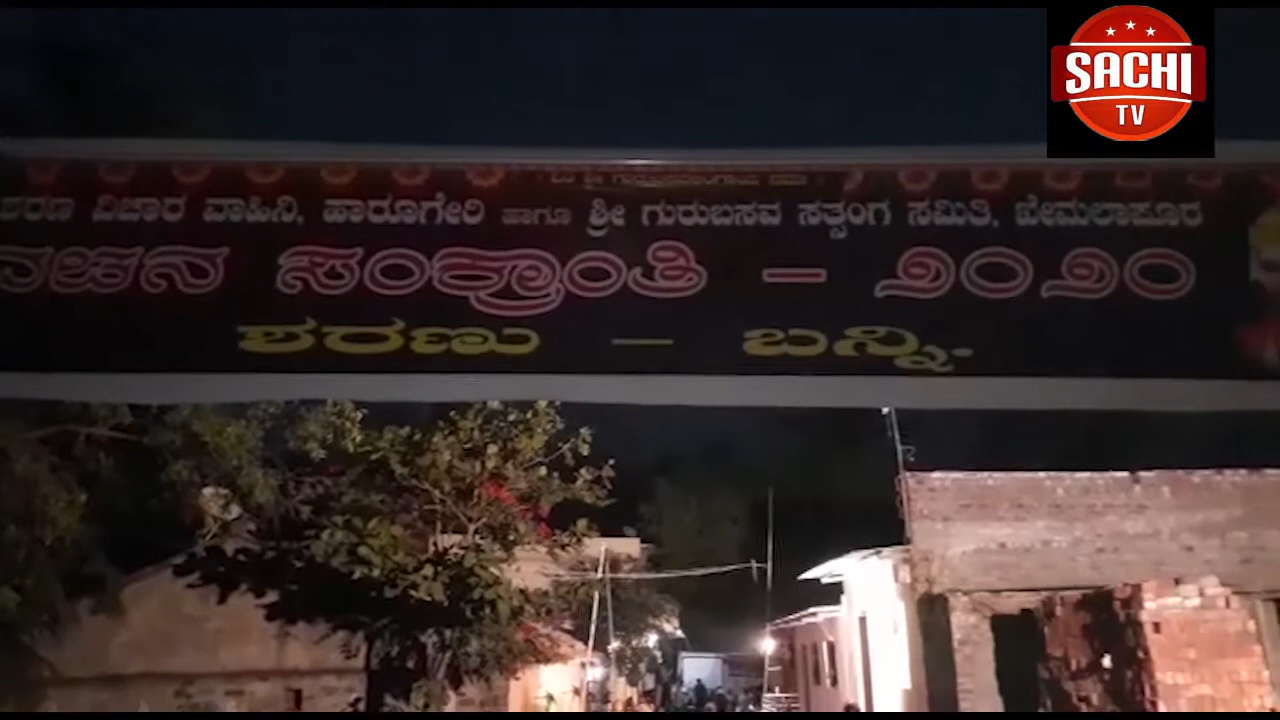 SACHI
TV
ಶರಣ ವಿಚಾರ ವಾಹಿನಿ, ಹಾರೂಗೇರಿ ಹಾಗೂ ಶ್ರೀ ಗುರುಬಸವ ಸತ್ಸಂಗ ಸಮಿತಿ, ಖೇಮಲಾಪೂರ
ವಚನ ಸಂಕ್ರಾಂತಿ - ೨೦೨೦
ಶರಣು - ಬನ್ನಿ.